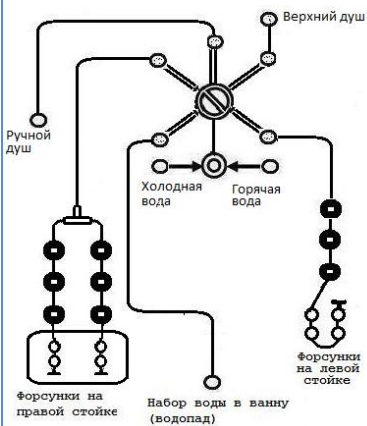 Верхний душ
Ручной
душ
Холодная
вода
Горячая
вода
Форсунки
на левой
стойке
Форсунки на
правой стойке
Набор воды в ванну
(водопад)